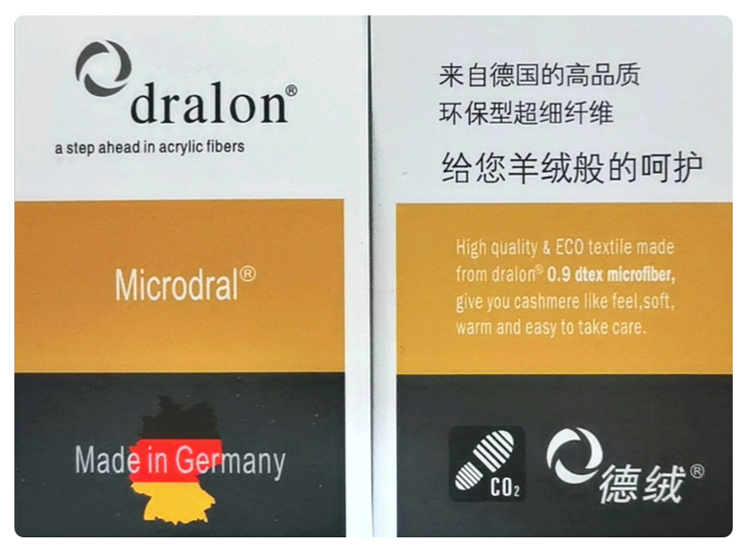 dralon®
a step ahead in acrylic fibers
Microdral®
Made in Germany
来自德国的高品质
环保型超细纤维
给您羊绒般的呵护
High quality & ECO textile made
from dralon® 0.9 dtex microfiber,
give you cashmere like feel,soft,
warm and easy to take care.
CO₂
德绒®